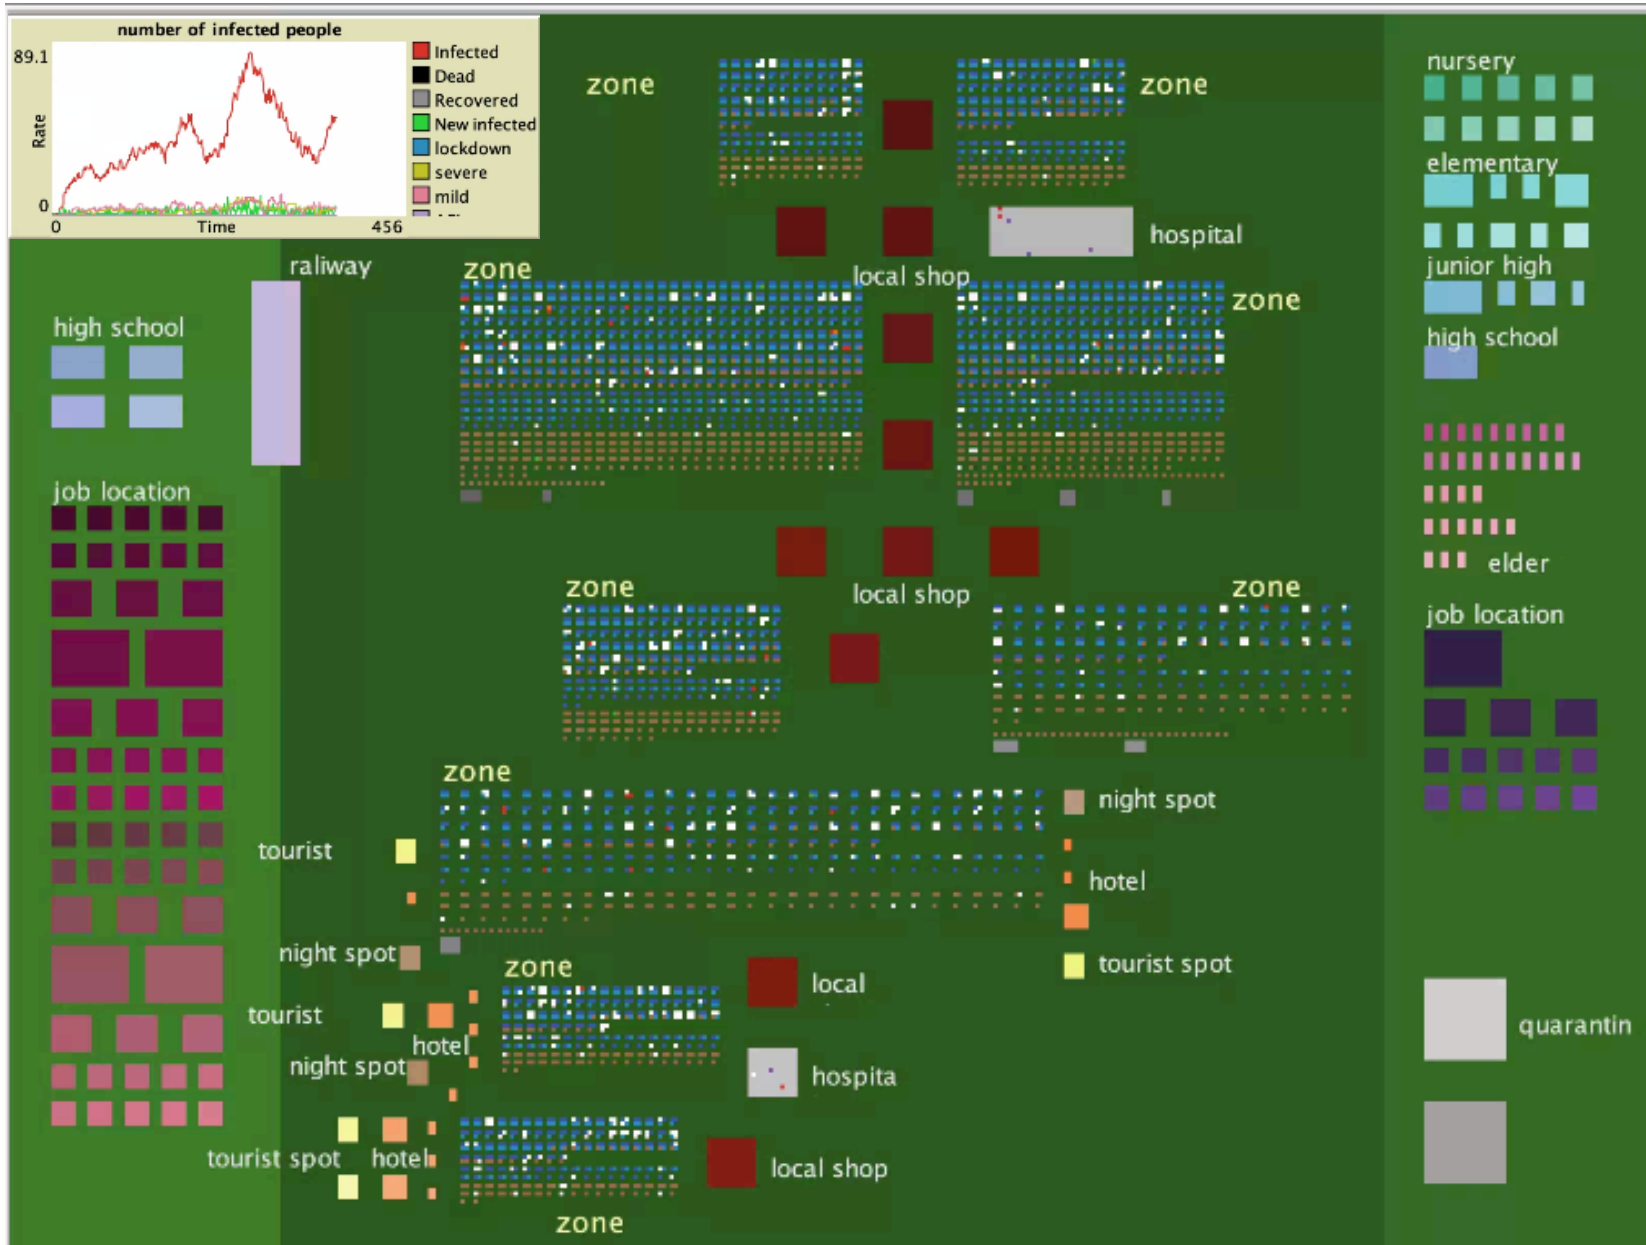 number of infected people
89.1
Rate
0
0
Time
456
Infected
Dead
Recovered
New infected
lockdown
severe
mild
zone
zone
nursery
elementary
hospital
junior high
raliway
zone
local shop
zone
high school
high school
job location
elder
zone
local shop
zone
job location
zone
night spot
tourist
hotel
night spot
zone
tourist spot
local
tourist
quarantin
hotel
night spot
hospita
tourist spot
hotel
local shop
zone